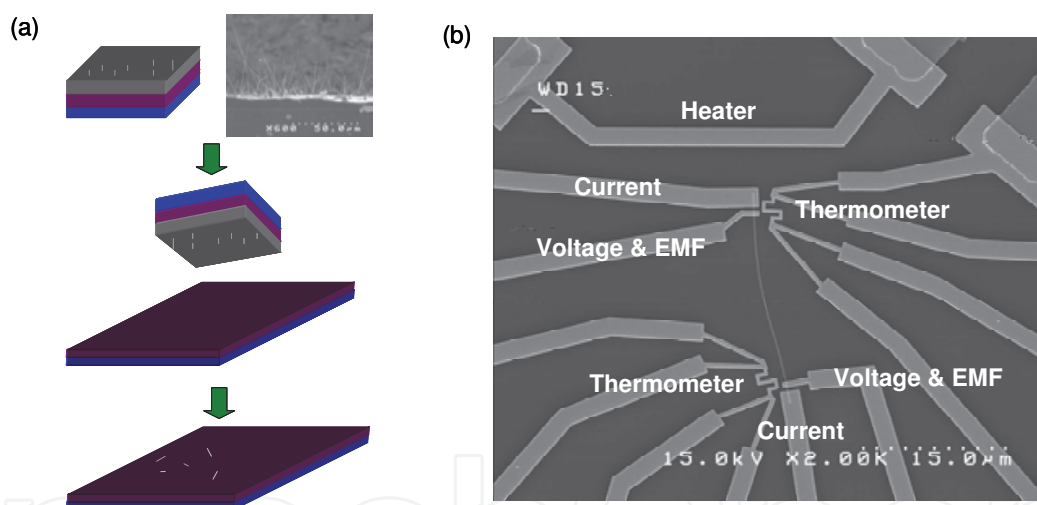 (a)
X600 50.0µm
(b)
WD15
Heater
Current
Thermometer
Voltage & EMF
Thermometer
Voltage & EMF
Current
15.0kV X2.00K 15.0µm